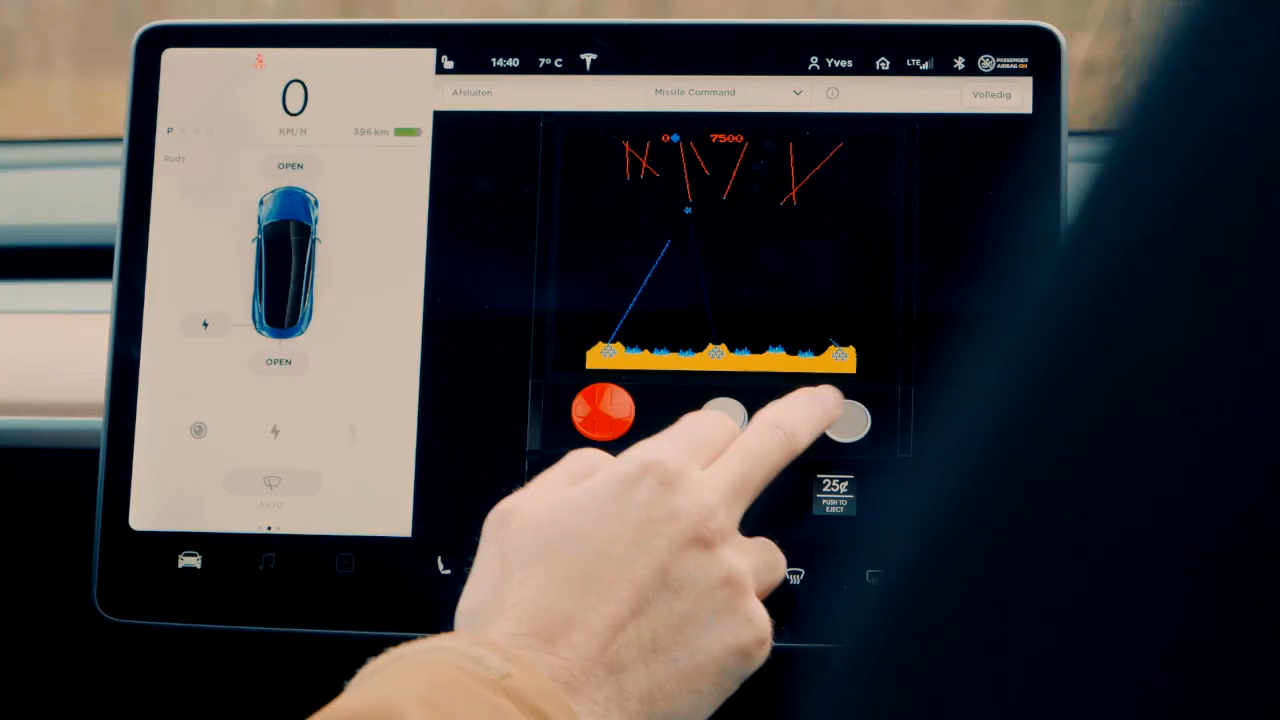 14:40 7° C Yves LTE PASSENGER
AIRBAG ON
0
KM/H
P R N D
396 km
Rudy
OPEN
OPEN
AUTO
Afsluiten Missile Command Volledig
0 7500
25¢
PUSH TO
EJECT